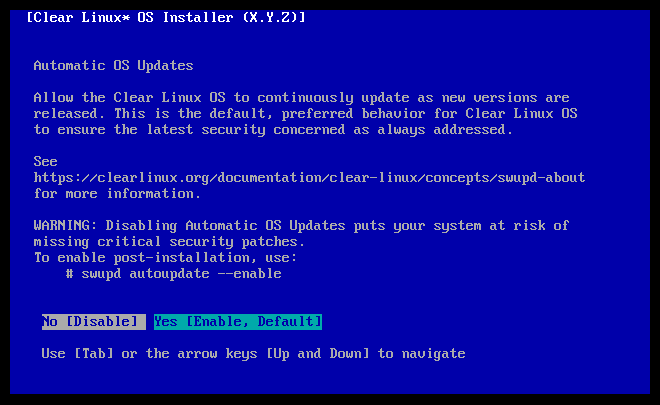 [Clear Linux* OS Installer (X.Y.Z)]
Automatic OS Updates
Allow the Clear Linux OS to continuously update as new versions are
released. This is the default, preferred behavior for Clear Linux OS
to ensure the latest security concerned as always addressed.
See
https://clearlinux.org/documentation/clear-linux/concepts/swupd-about
for more information.
WARNING: Disabling Automatic OS Updates puts your system at risk of
missing critical security patches.
To enable post-installation, use:
# swupd autoupdate --enable
No [Disable] Yes [Enable, Default]
Use [Tab] or the arrow keys [Up and Down] to navigate